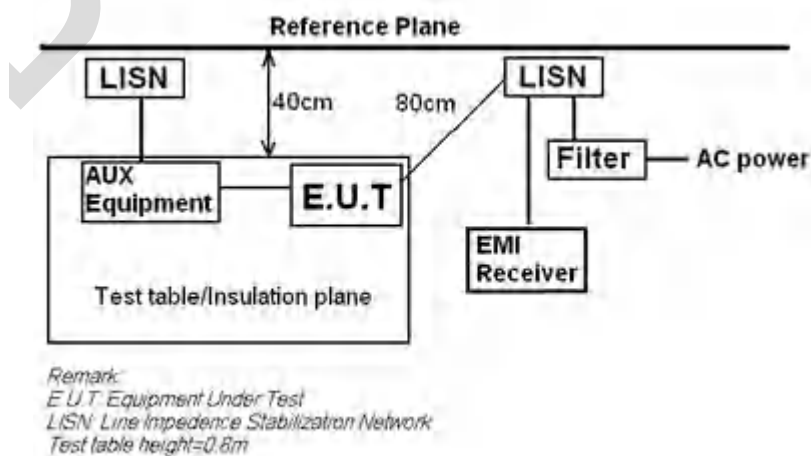 Reference Plane
LISN
40cm
80cm
LISN
Filter
AC power
AUX
Equipment
E.U.T
EMI
Receiver
Test table/Insulation plane
Remark:
E.U.T: Equipment Under Test
LISN: Line Impedence Stabilization Network
Test table height=0.8m